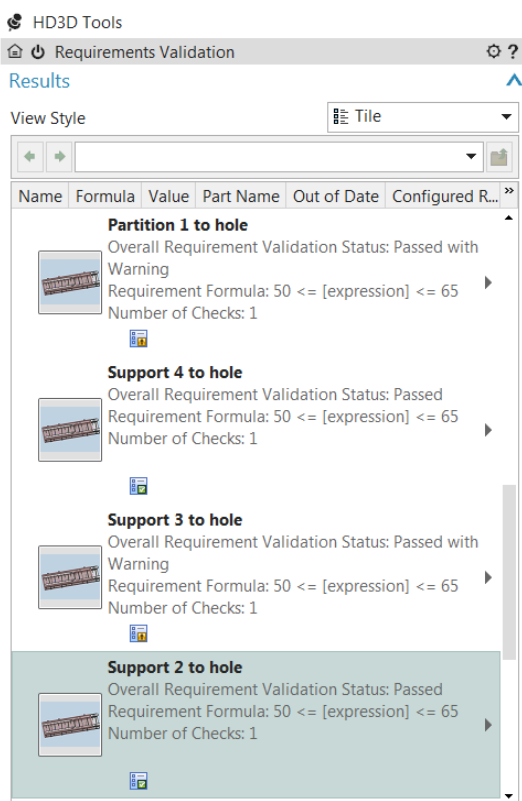 HD3D Tools
Requirements Validation ?
Results
View Style Tile
Name Formula Value Part Name Out of Date Configured R... »
Partition 1 to hole
Overall Requirement Validation Status: Passed with
Warning
Requirement Formula: 50 <= [expression] <= 65
Number of Checks: 1
Support 4 to hole
Overall Requirement Validation Status: Passed
Requirement Formula: 50 <= [expression] <= 65
Number of Checks: 1
Support 3 to hole
Overall Requirement Validation Status: Passed with
Warning
Requirement Formula: 50 <= [expression] <= 65
Number of Checks: 1
Support 2 to hole
Overall Requirement Validation Status: Passed
Requirement Formula: 50 <= [expression] <= 65
Number of Checks: 1